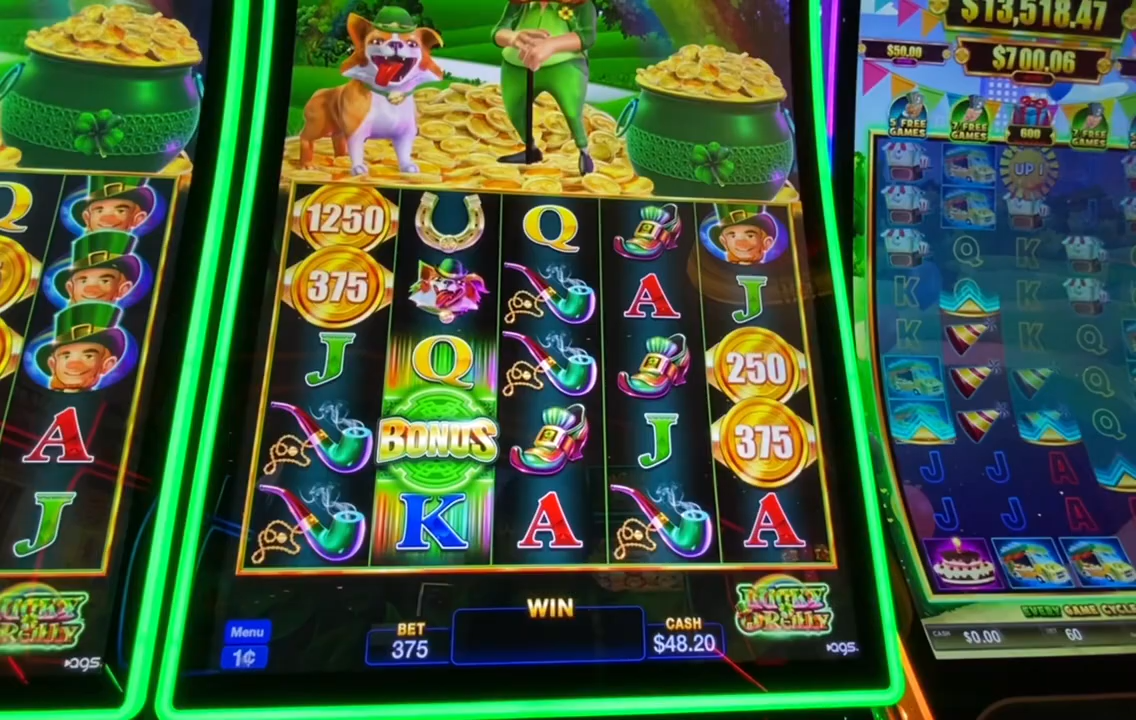 $13,518.47
$50.00
$700.06
5 FREE
GAMES
7 FREE
GAMES
600
7 FREE
GAMES
UP 1
Q
1250
Q
375
A
J
J
Q
250
A
BONUS
J
375
J
K
A
A
Q
K
K
K
K
K
Q
Q
Q
J
J
A
J
J
A
WIN
Menu
1¢
BET
375
CASH
$48.20
LUCKY
O'REILLY
ags
LUCKY
O'REILLY
ags
EVERY GAME CYCLE
CASH
$0.00
BET
60